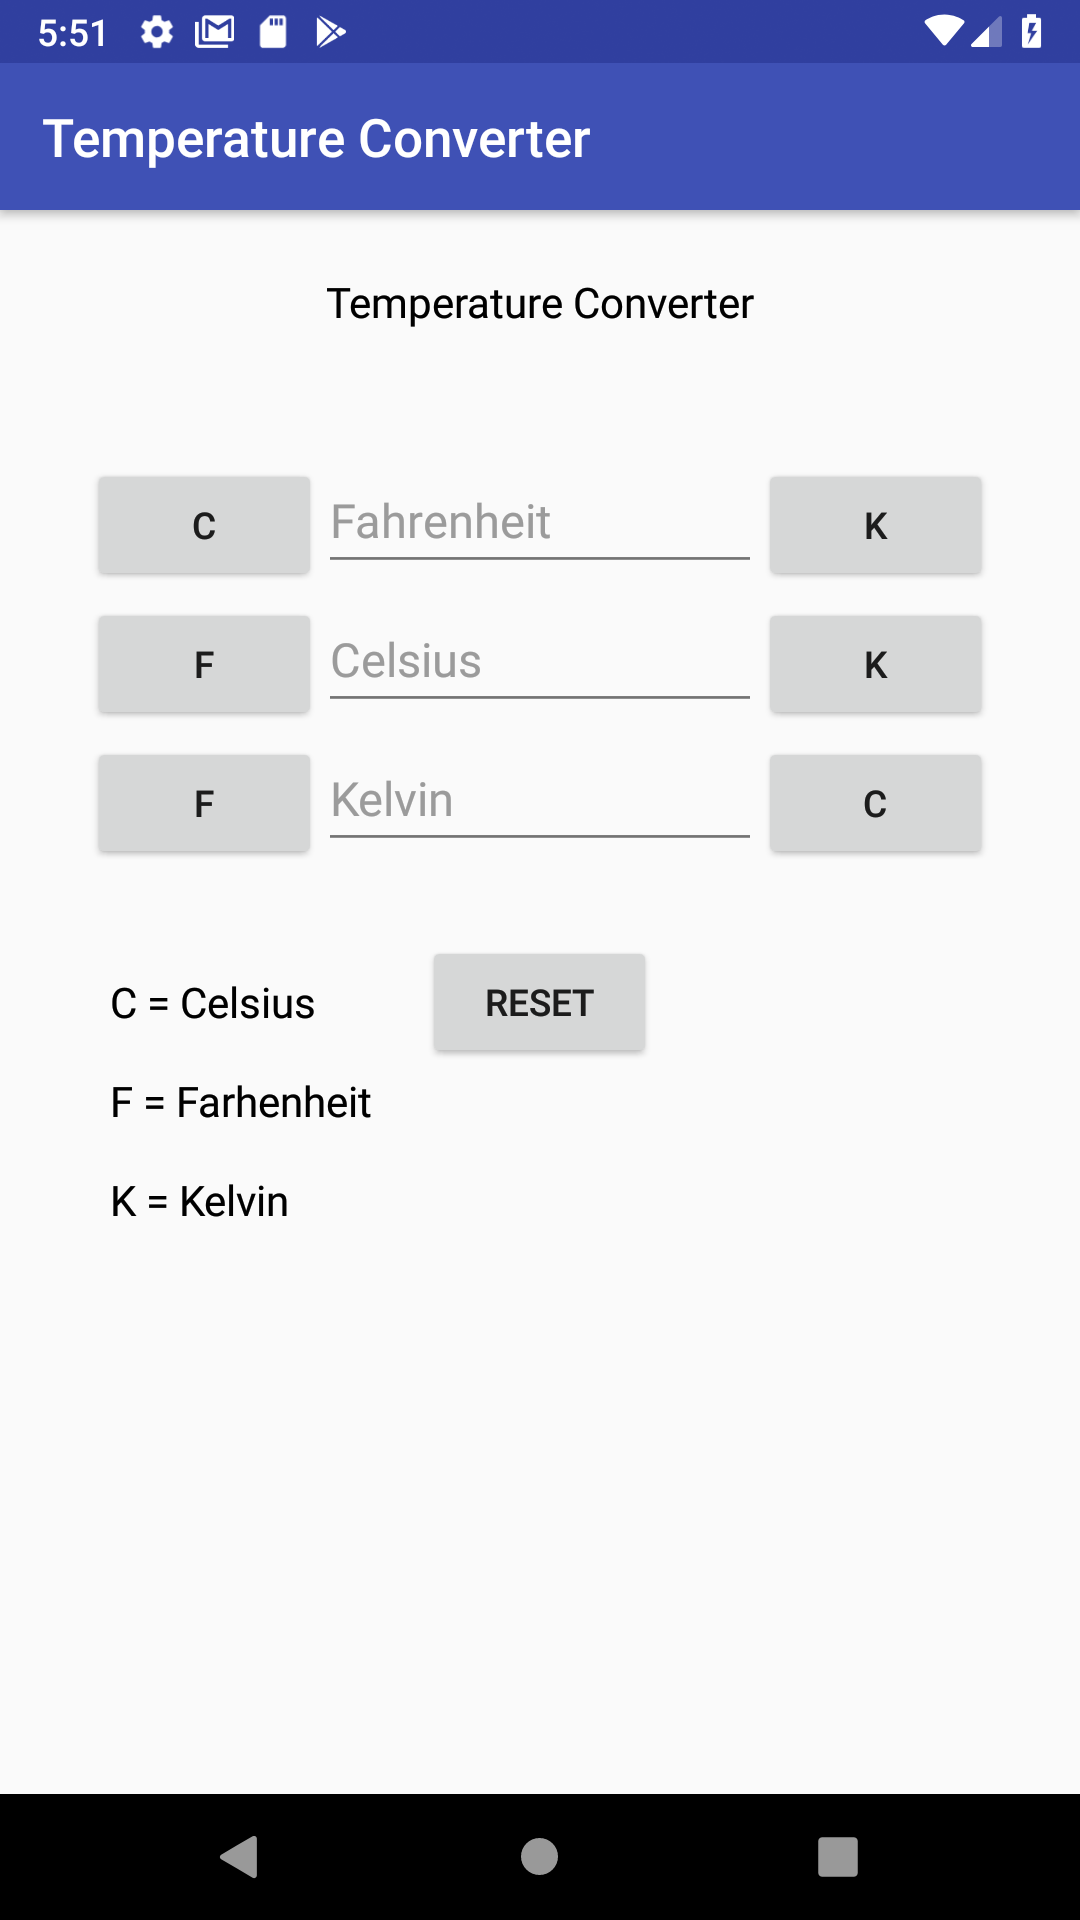 5:51
Temperature Converter
Temperature Converter
C Fahrenheit K
F Celsius K
F Kelvin C
C = Celsius RESET
F = Farhenheit
K = Kelvin